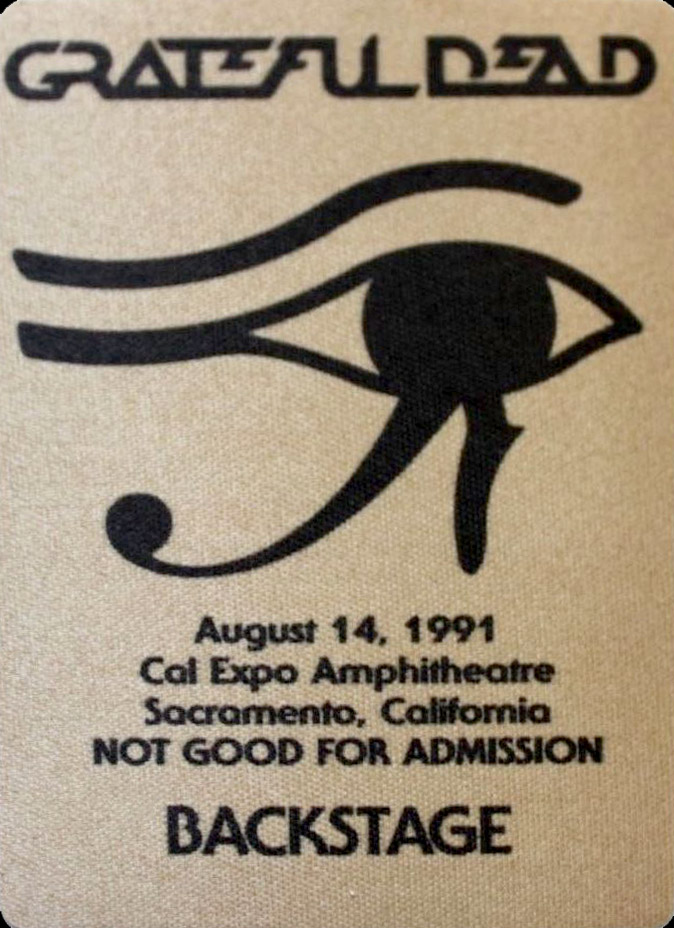 GRATEFUL DEAD
August 14, 1991
Cal Expo Amphitheatre
Sacramento, California
NOT GOOD FOR ADMISSION
BACKSTAGE